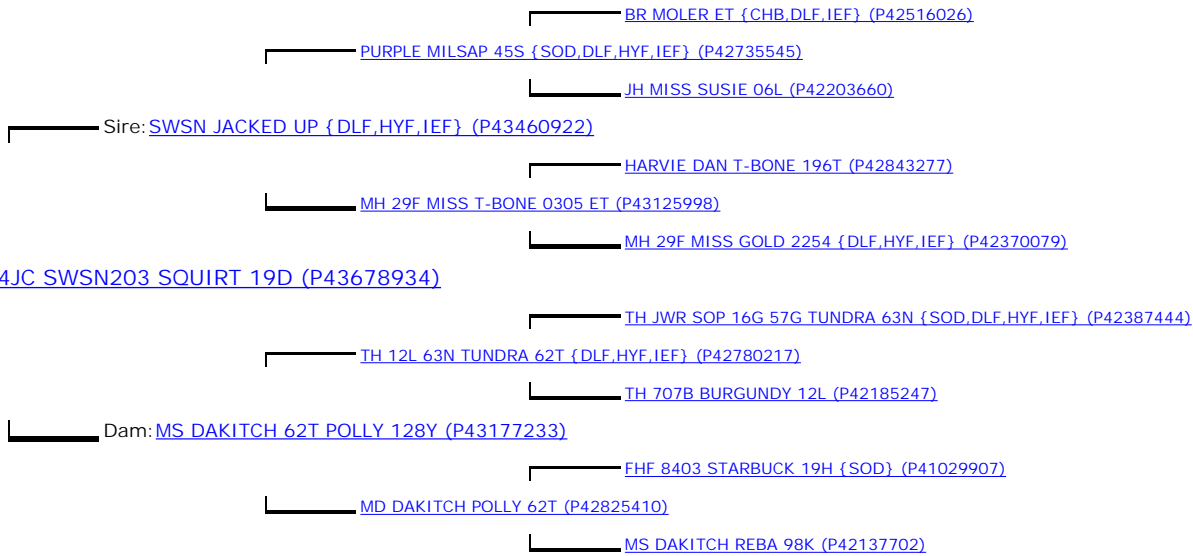 BR MOLER ET {CHB,DLF,IEF} (P42516026)
PURPLE MILSAP 45S {SOD,DLF,HYF,IEF} (P42735545)
JH MISS SUSIE 06L (P42203660)
Sire: SWSN JACKED UP {DLF,HYF,IEF} (P43460922)
HARVIE DAN T-BONE 196T (P42843277)
MH 29F MISS T-BONE 0305 ET (P43125998)
MH 29F MISS GOLD 2254 {DLF,HYF,IEF} (P42370079)
4JC SWSN203 SQUIRT 19D (P43678934)
TH JWR SOP 16G 57G TUNDRA 63N {SOD,DLF,HYF,IEF} (P42387444)
TH 12L 63N TUNDRA 62T {DLF,HYF,IEF} (P42780217)
TH 707B BURGUNDY 12L (P42185247)
Dam: MS DAKITCH 62T POLLY 128Y (P43177233)
FHF 8403 STARBUCK 19H {SOD} (P41029907)
MD DAKITCH POLLY 62T (P42825410)
MS DAKITCH REBA 98K (P42137702)